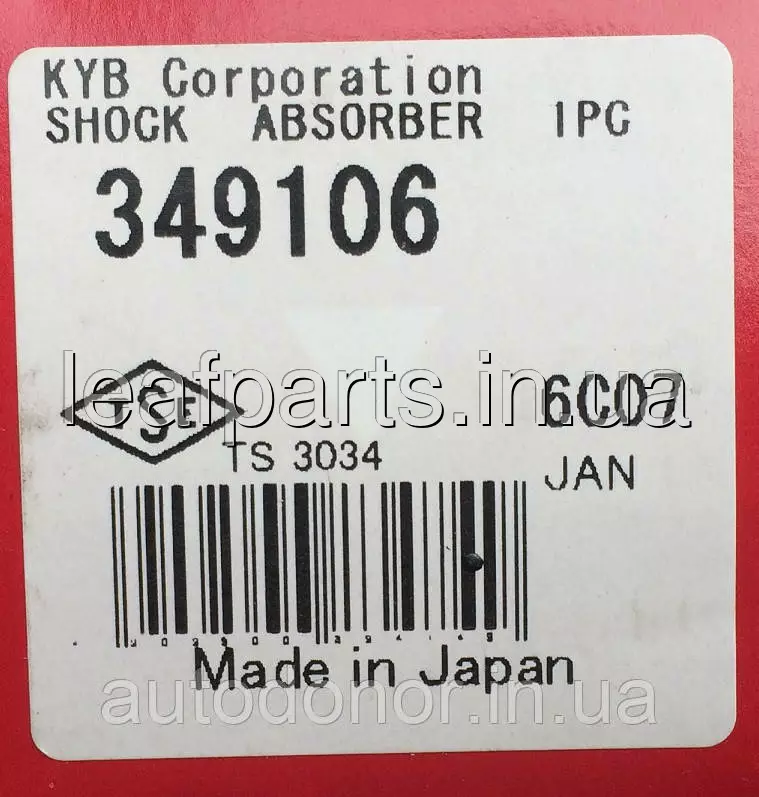 KYB Corporation
SHOCK ABSORBER 1PC
349106
leafparts.in.ua
TSE
6C07
TS 3034
JAN
Made in Japan
autodonor.in.ua